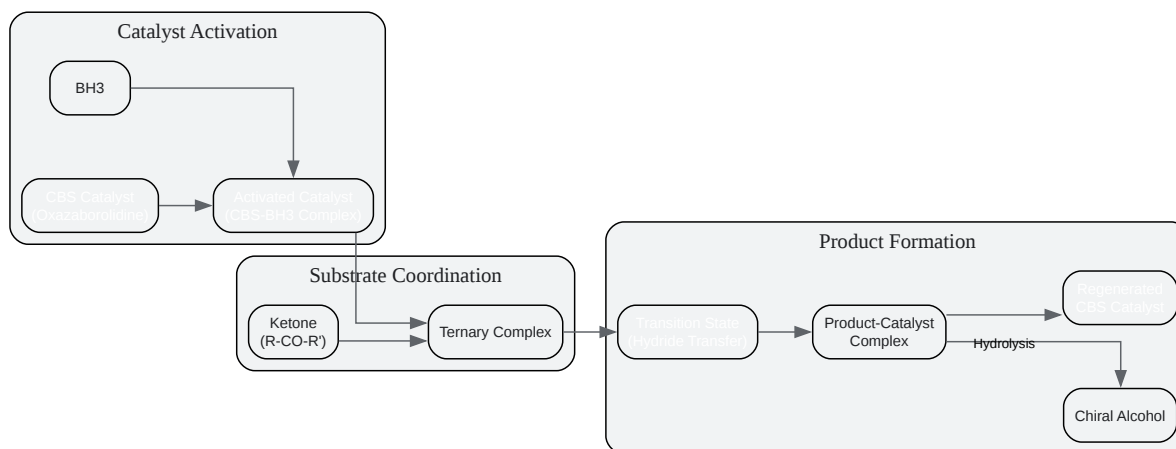 Catalyst Activation
BH3
CBS Catalyst
(Oxazaborolidine)
Activated Catalyst
(CBS-BH3 Complex)
Substrate Coordination
Ketone
(R-CO-R')
Ternary Complex
Product Formation
Transition State
(Hydride Transfer)
Product-Catalyst
Complex
Regenerated
CBS Catalyst
Hydrolysis
Chiral Alcohol